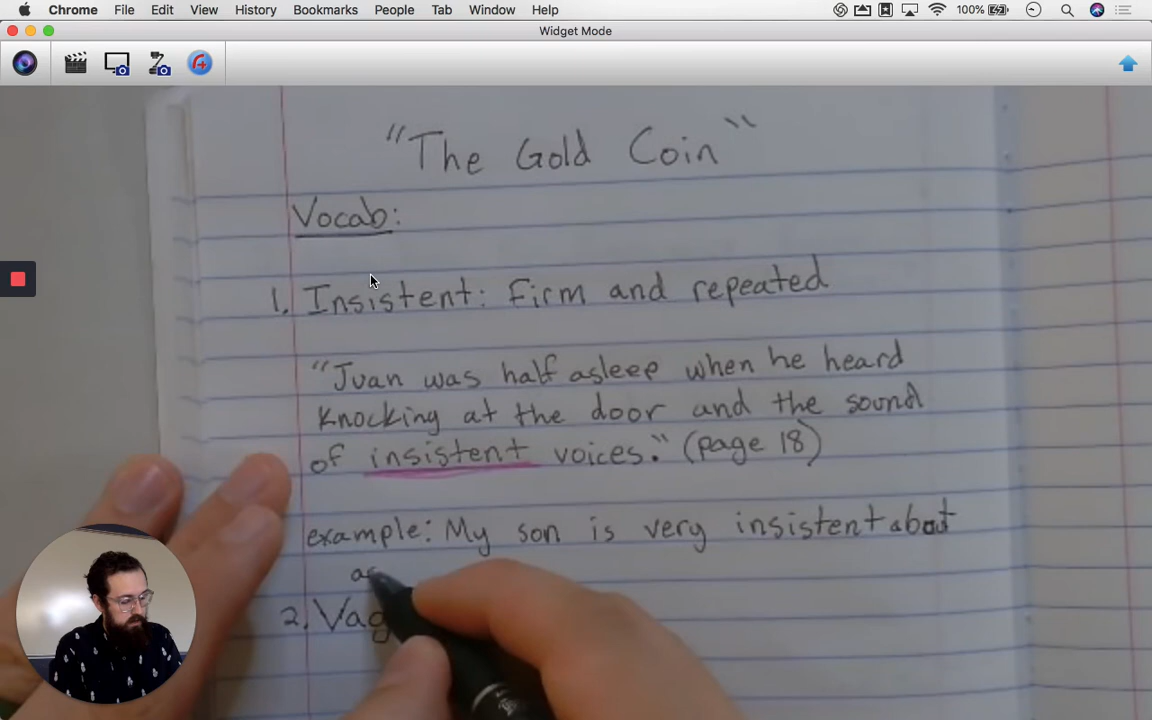 Chrome File Edit View History Bookmarks People Tab Window Help 100%
Widget Mode
"The Gold Coin"
Vocab:
1. Insistent: Firm and repeated
"Juan was half asleep when he heard
knocking at the door and the sound
of insistent voices." (page 18)
example: My son is very insistent about
2. Vag